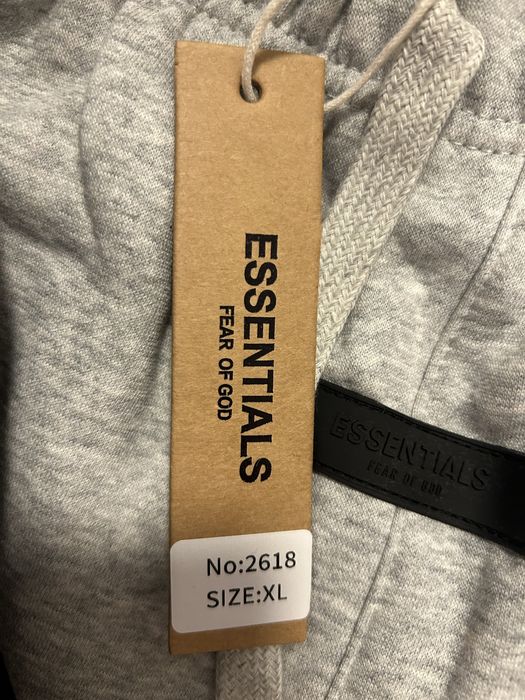 ESSENTIALS
FEAR OF GOD
ESSENTIALS
FEAR OF GOD
No:2618
SIZE:XL